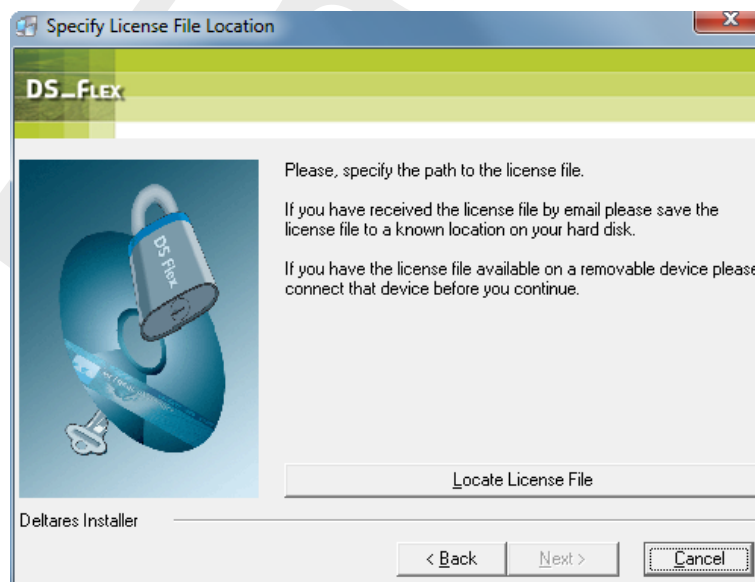 Specify License File Location
DS_FLEX
Please, specify the path to the license file.
If you have received the license file by email please save the
license file to a known location on your hard disk.
If you have the license file available on a removable device please
connect that device before you continue.
DS Flex
Locate License File
Deltares Installer
< Back
Next >
Cancel